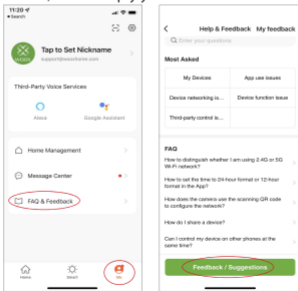 11:20
Search
Tap to Set Nickname
Third-Party Voice Services
Alexa
Google Assistant
Home Management
Message Center
FAQ & Feedback
Home
Smart
Me
Help & Feedback
My feedback
Enter your questions
Most Asked
My Devices
App use issues
Device networking is...
Device function issue
Third-party control is...
FAQ
How to distinguish whether I am using 2.4G or 5G
Wi-Fi network?
How to set the time to 24-hour format or 12-hour
format in the App?
How does the camera use the scanning QR code
to configure the network?
How do I share a device?
Can I control my device on other phones at the
same time?
Feedback / Suggestions